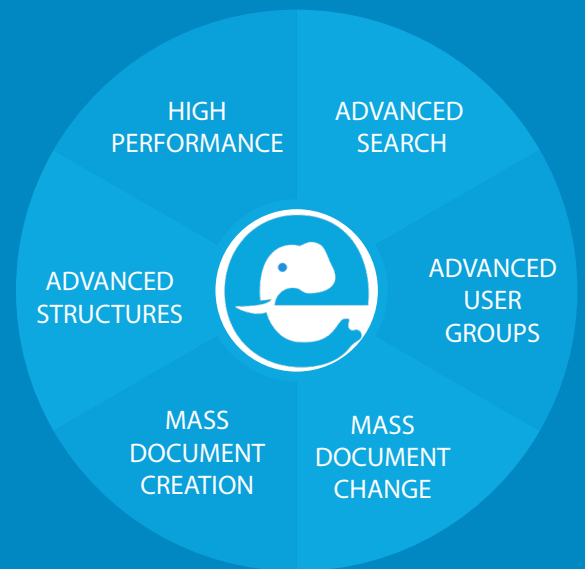 HIGH
PERFORMANCE
ADVANCED
SEARCH
ADVANCED
USER
GROUPS
MASS
DOCUMENT
CHANGE
MASS
DOCUMENT
CREATION
ADVANCED
STRUCTURES